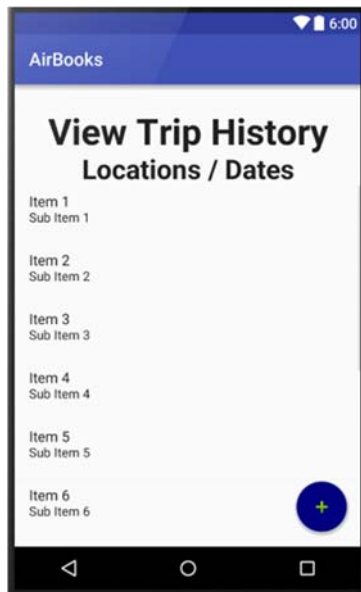 6:00
AirBooks
View Trip History
Locations / Dates
Item 1
Sub Item 1
Item 2
Sub Item 2
Item 3
Sub Item 3
Item 4
Sub Item 4
Item 5
Sub Item 5
Item 6
Sub Item 6
+